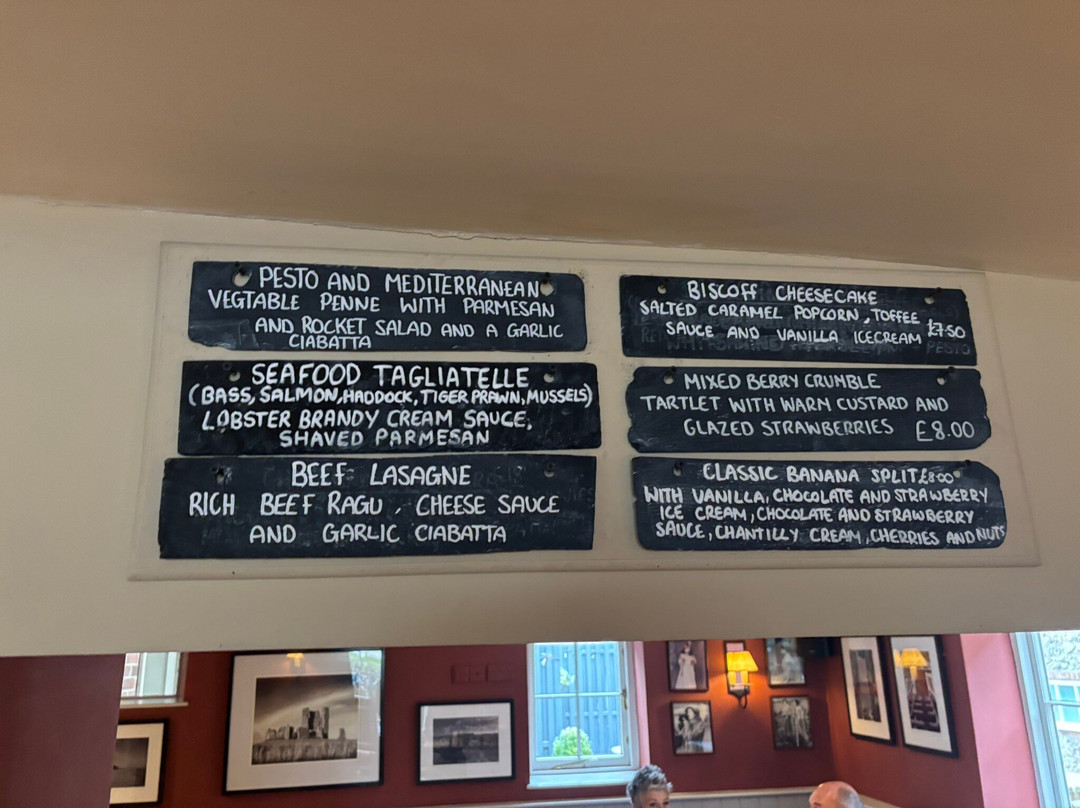 PESTO AND MEDITERRANEAN
VEGTABLE PENNE WITH PARMESAN
AND ROCKET SALAD AND A GARLIC
CIABATTA
SEAFOOD TAGLIATELLE
(BASS, SALMON, HADDOCK, TIGER PRAWN, MUSSELS)
LOBSTER BRANDY CREAM SAUCE,
SHAVED PARMESAN
BEEF LASAGNE
RICH BEEF RAGU, CHEESE SAUCE
AND GARLIC CIABATTA
BISCOFF CHEESECAKE
SALTED CARAMEL POPCORN, TOFFEE
SAUCE AND VANILLA ICECREAM £7.50
MIXED BERRY CRUMBLE
TARTLET WITH WARM CUSTARD AND
GLAZED STRAWBERRIES £8.00
CLASSIC BANANA SPLIT £8.00
WITH VANILLA, CHOCOLATE AND STRAWBERRY
ICE CREAM, CHOCOLATE AND STRAWBERRY
SAUCE, CHANTILLY CREAM, CHERRIES AND NUTS